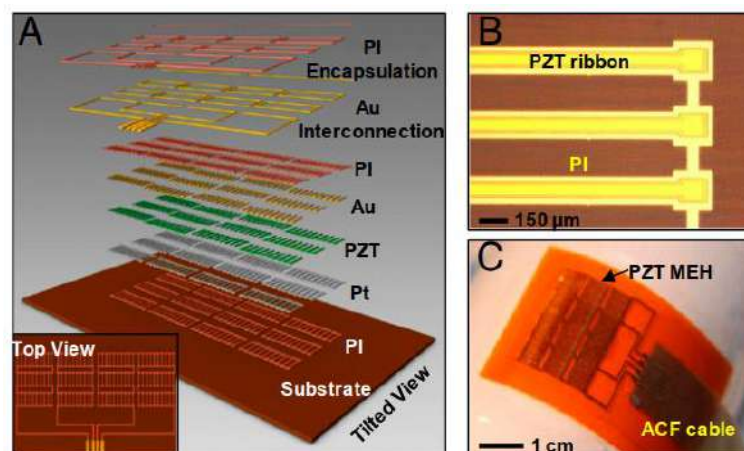 A
PI
Encapsulation
Au
Interconnection
PI
Au
PZT
Pt
PI
Substrate
Tilted View
Top View
B
PZT ribbon
PI
150 µm
C
PZT MEH
ACF cable
1 cm